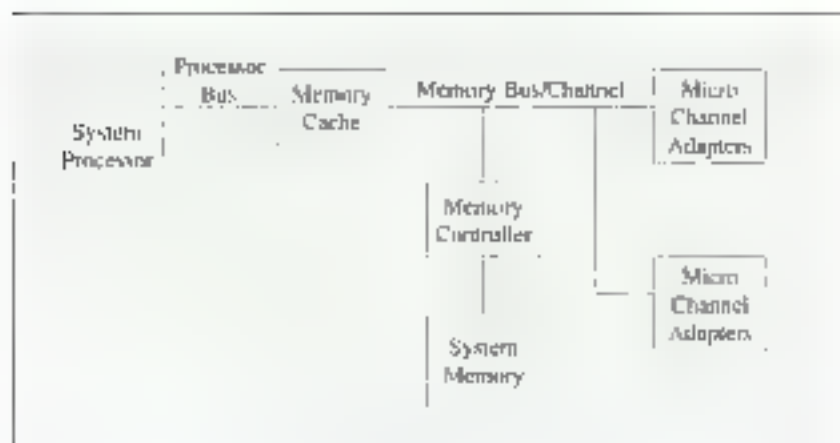 Processor
Bus
System
Processor
Memory
Cache
Memory Bus/Channel
Micro
Channel
Adapters
Memory
Controller
Micro
Channel
Adapters
System
Memory